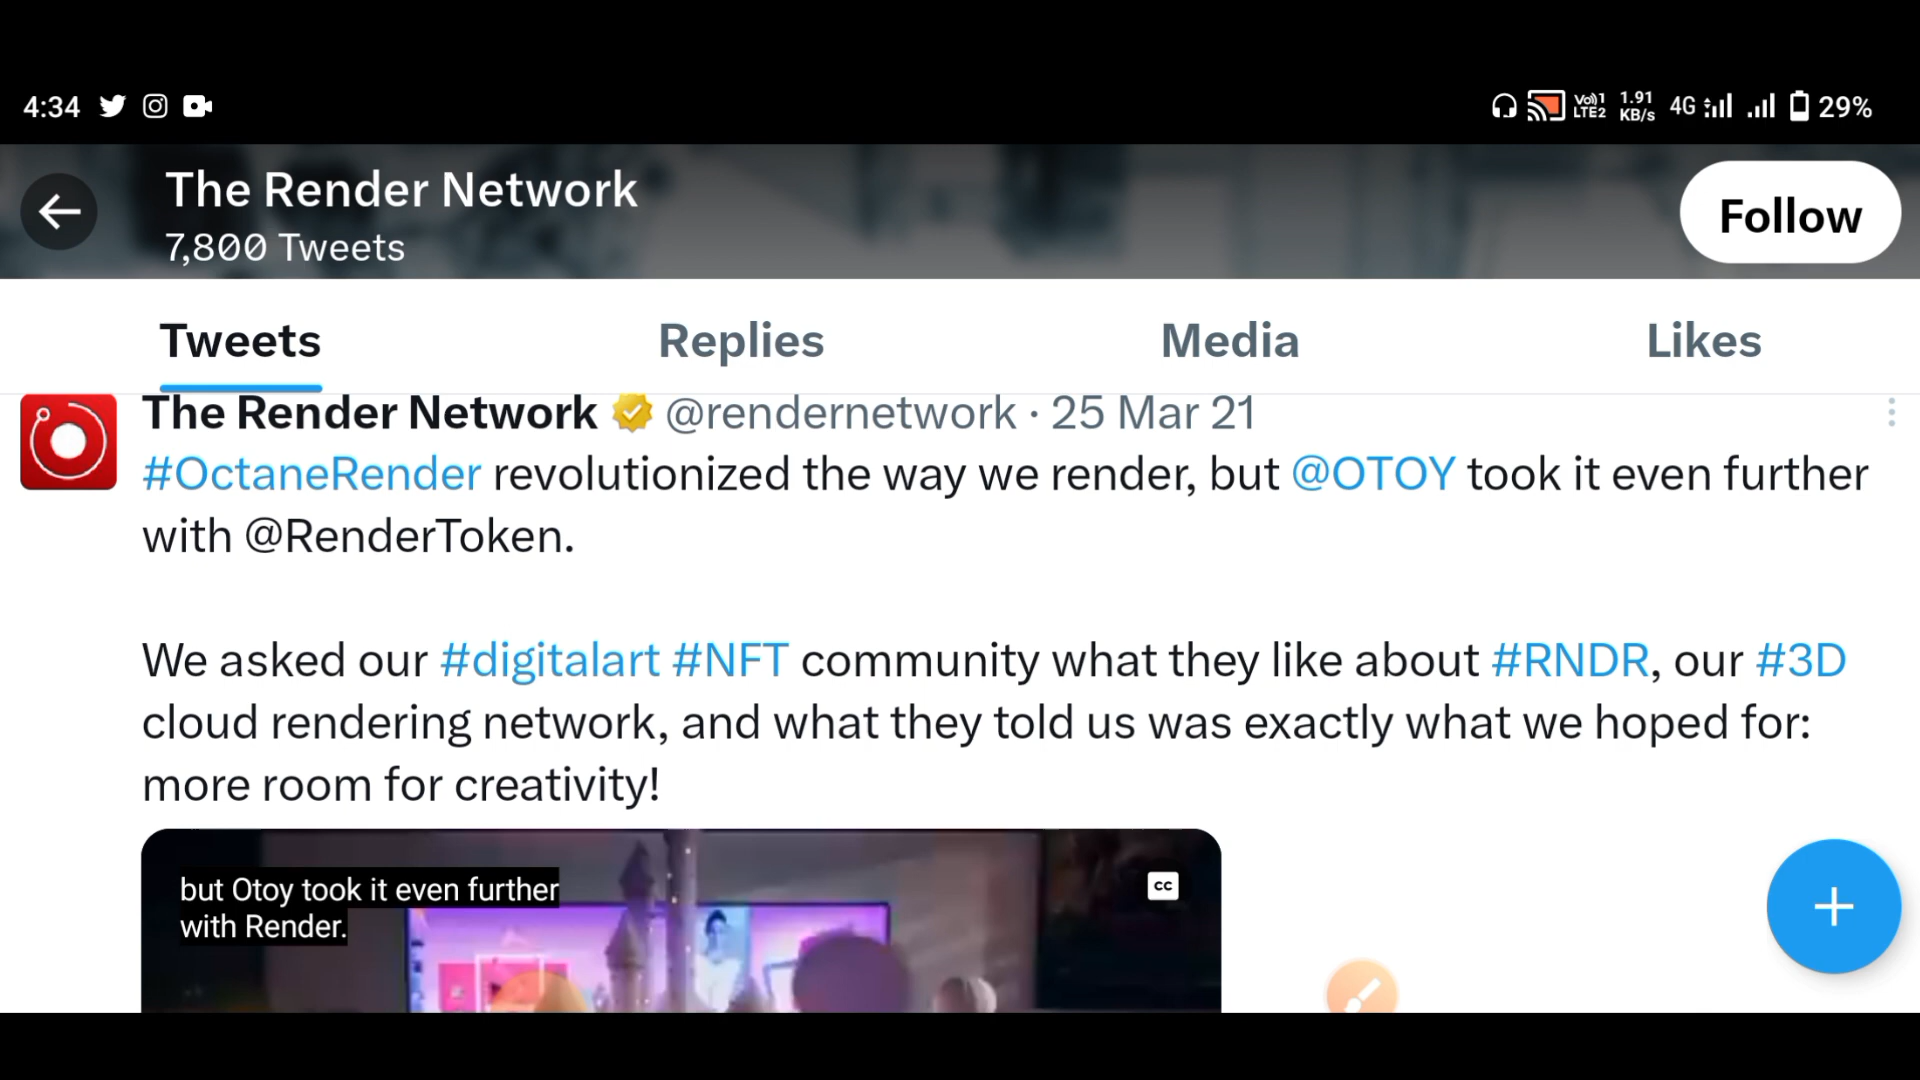 4:34 Vo))1 LTE2 1.91 KB/s 4G 29%
The Render Network
7,800 Tweets
Follow
Tweets Replies Media Likes
The Render Network @rendernetwork · 25 Mar 21
#OctaneRender revolutionized the way we render, but @OTOY took it even further
with @RenderToken.
We asked our #digitalart #NFT community what they like about #RNDR, our #3D
cloud rendering network, and what they told us was exactly what we hoped for:
more room for creativity!
but Otoy took it even further
with Render.
CC